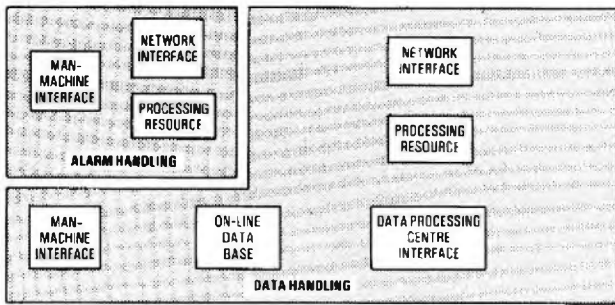 MAN-
MACHINE
INTERFACE
NETWORK
INTERFACE
PROCESSING
RESOURCE
ALARM HANDLING
NETWORK
INTERFACE
PROCESSING
RESOURCE
MAN-
MACHINE
INTERFACE
ON-LINE
DATA
BASE
DATA PROCESSING
CENTRE
INTERFACE
DATA HANDLING